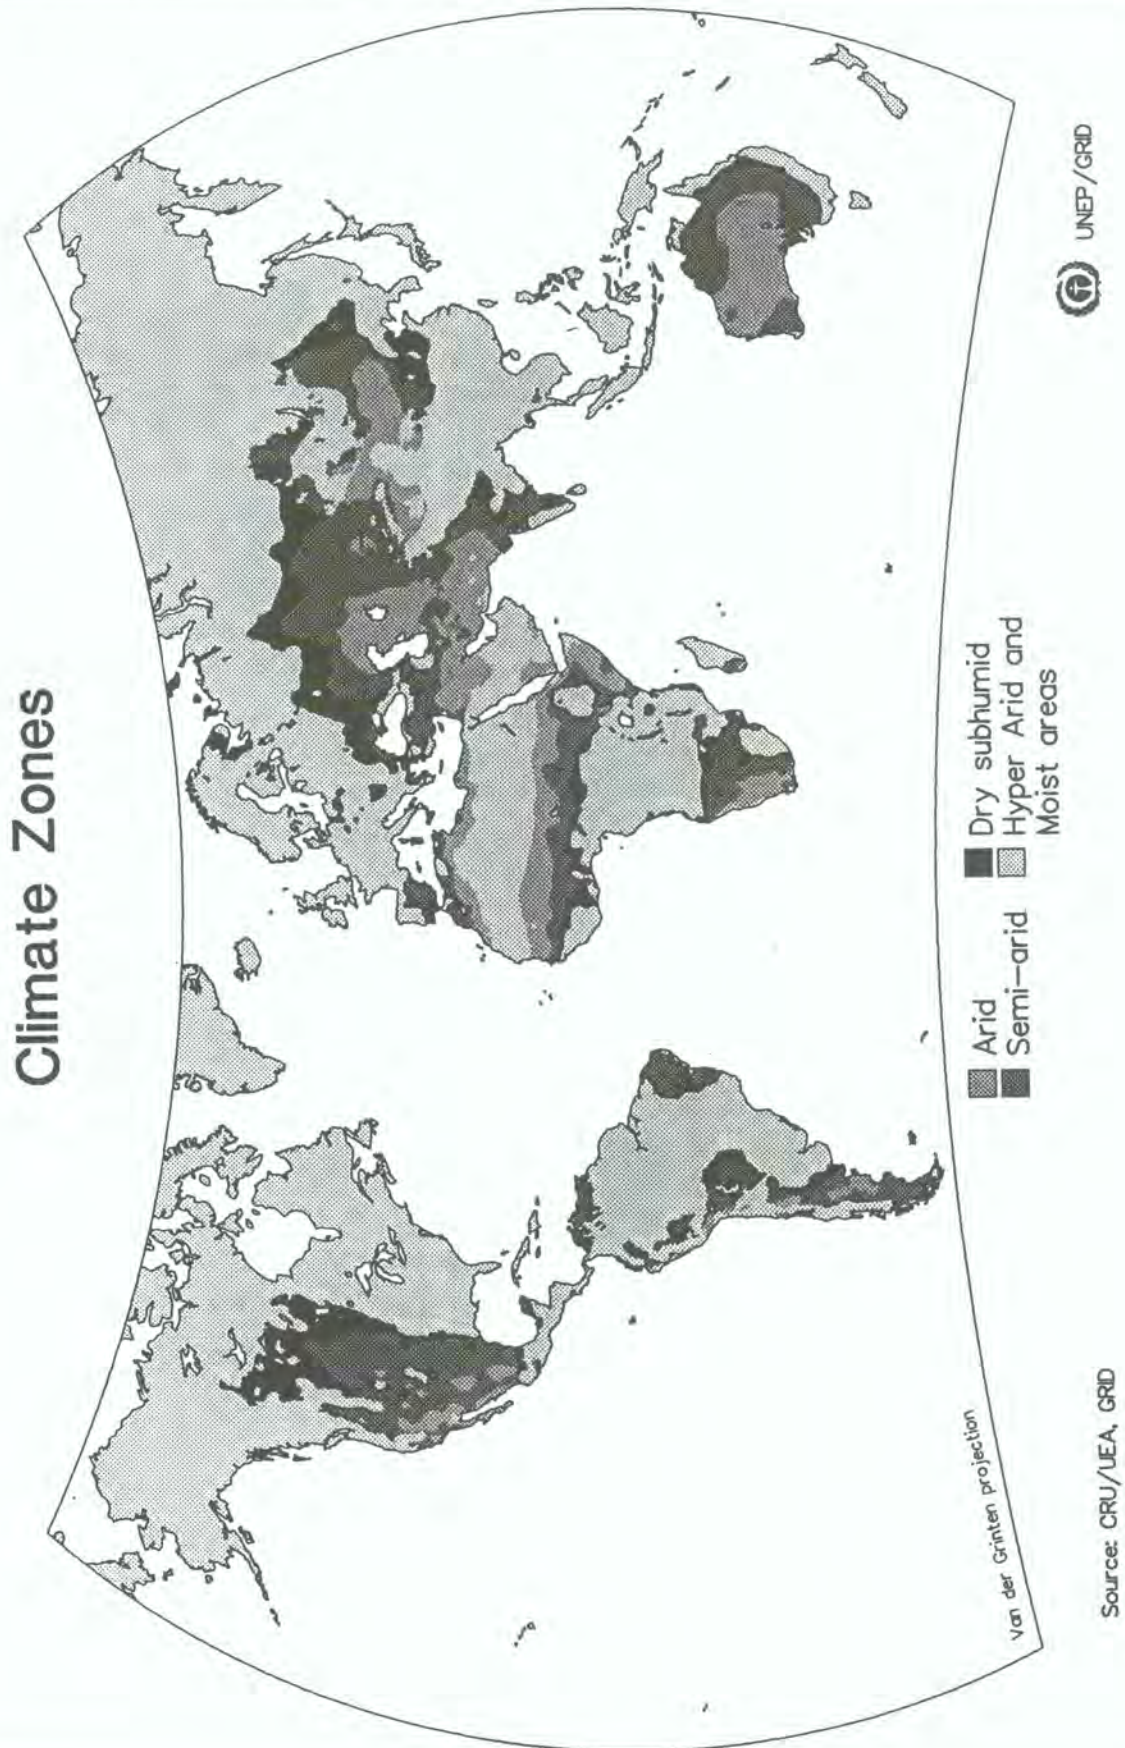 Climate Zones
Van der Grinten projection
Arid
Semi-arid
Dry subhumid
Hyper Arid and
Moist areas
Source: CRU/UEA, GRID
UNEP/GRID